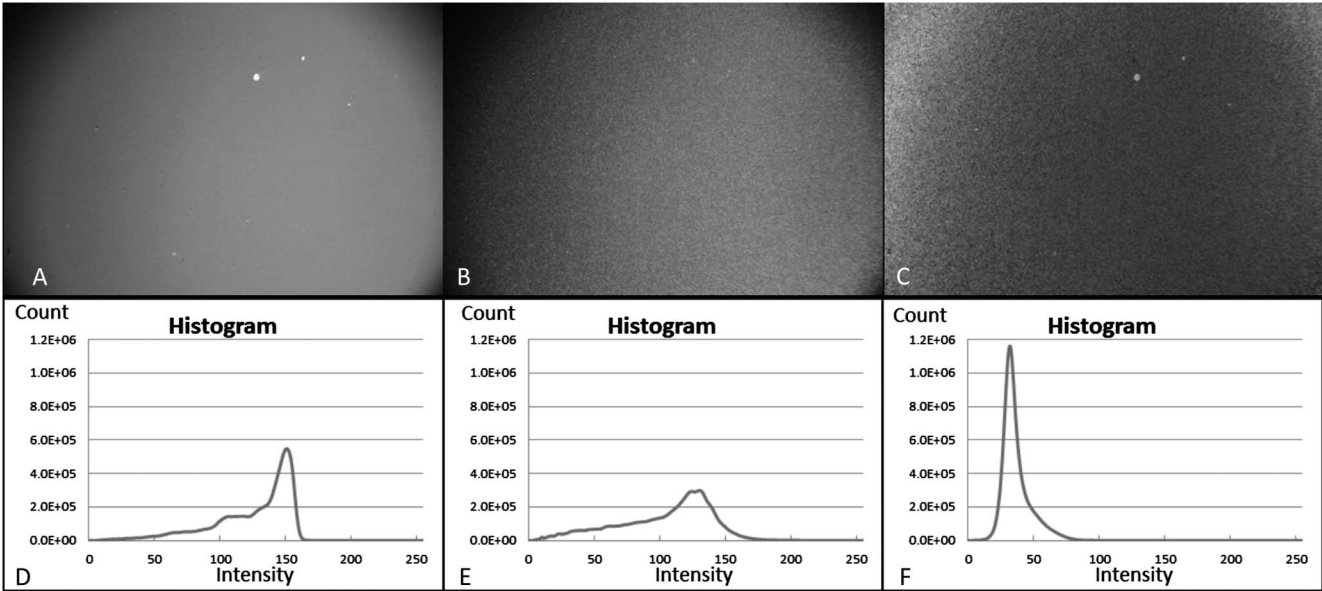 A
B
C
Count
Histogram
1.2E+06
1.0E+06
8.0E+05
6.0E+05
4.0E+05
2.0E+05
0.0E+00
0 50 100 150 200 250
D Intensity
Count
Histogram
1.2E+06
1.0E+06
8.0E+05
6.0E+05
4.0E+05
2.0E+05
0.0E+00
0 50 100 150 200 250
E Intensity
Count
Histogram
1.2E+06
1.0E+06
8.0E+05
6.0E+05
4.0E+05
2.0E+05
0.0E+00
0 50 100 150 200 250
F Intensity